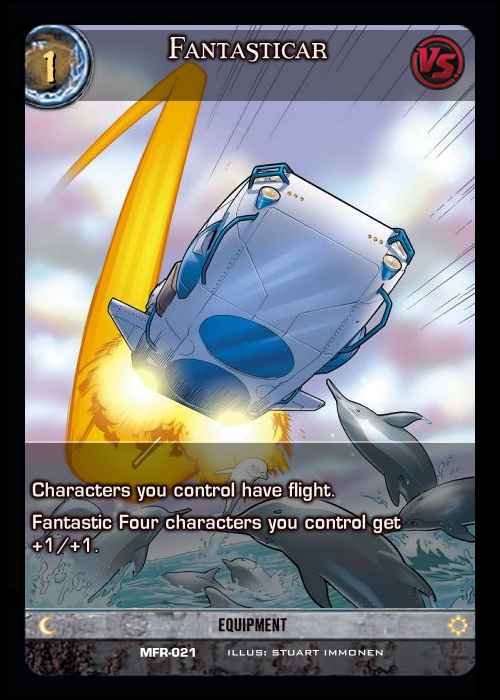 1
FANTASTICAR
VS.
Characters you control have flight.
Fantastic Four characters you control get
+1/+1.
EQUIPMENT
MFR-021 ILLUS: STUART IMMONEN